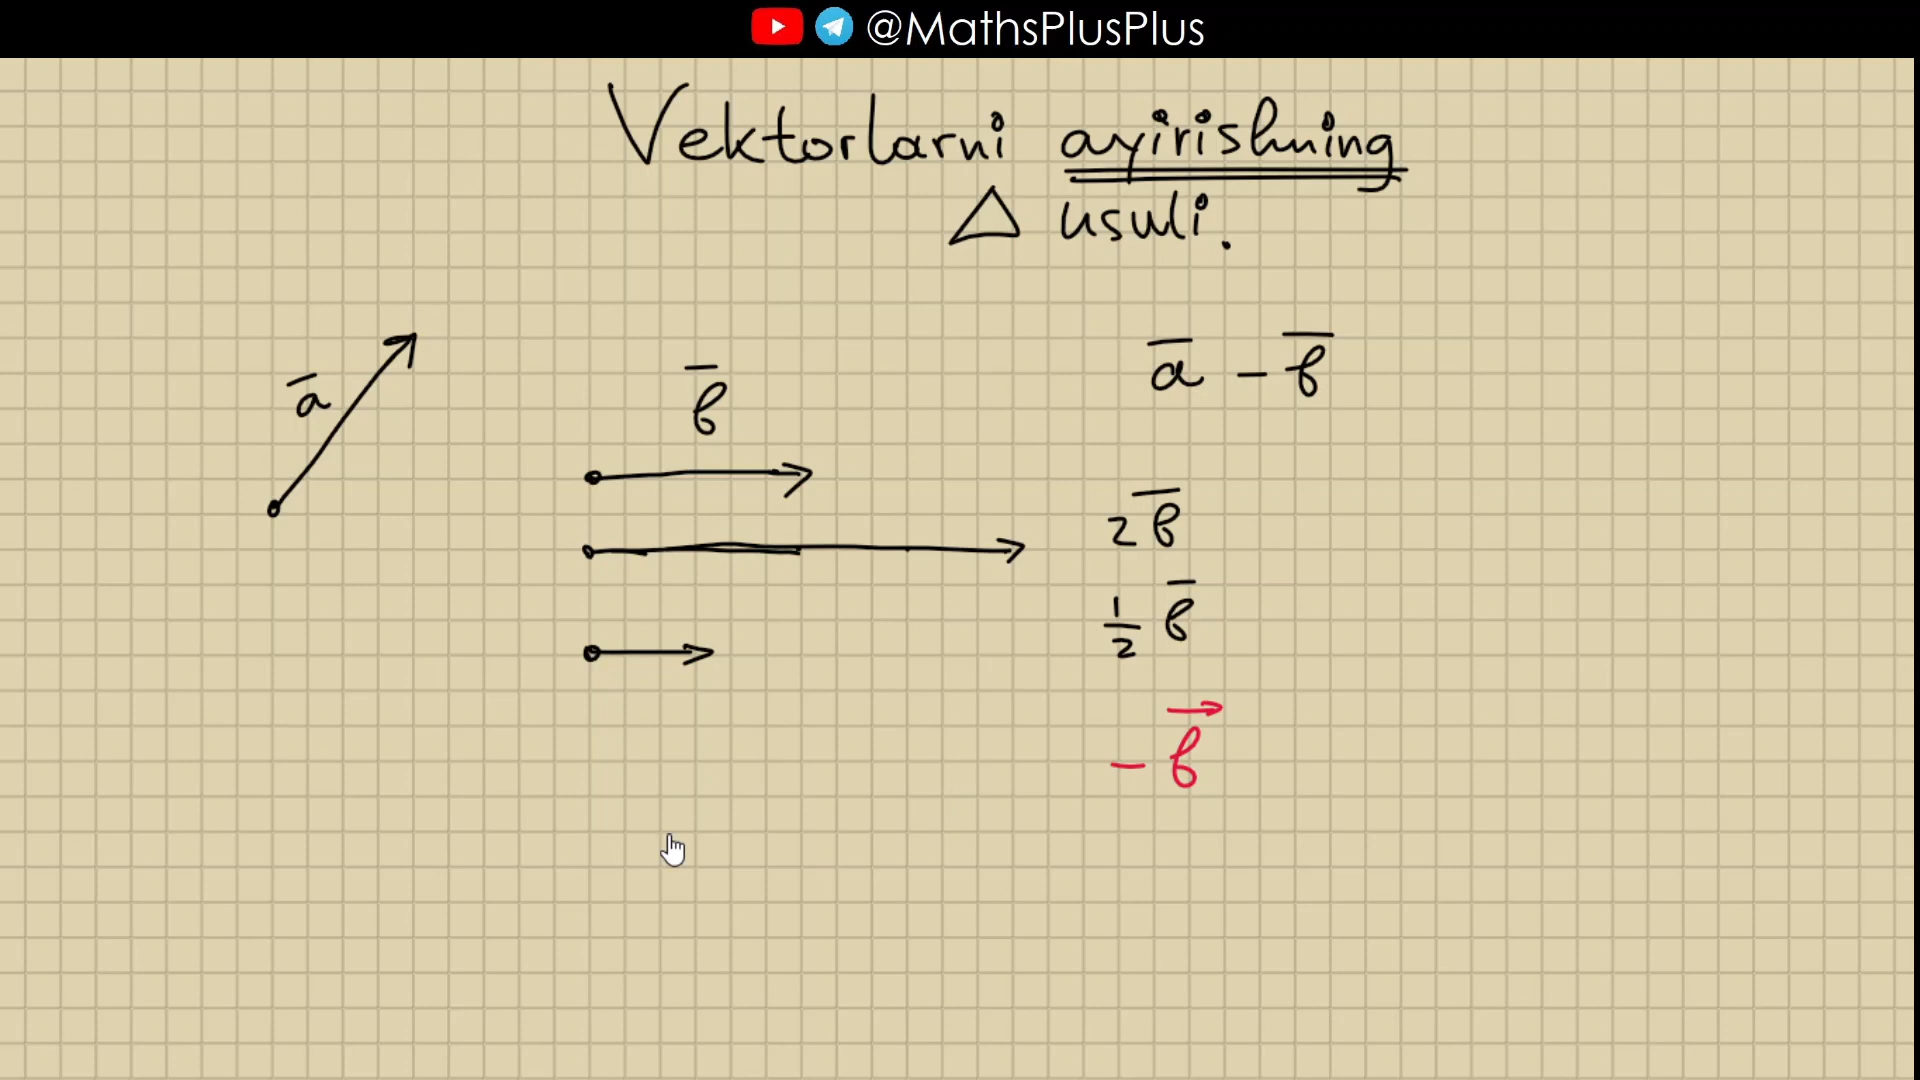 @MathsPlusPlus
Vektorlarni ayirishning
△ usuli.
a̅
b̅
a̅ - b̅
2b̅
1/2 b̅
-b⃗